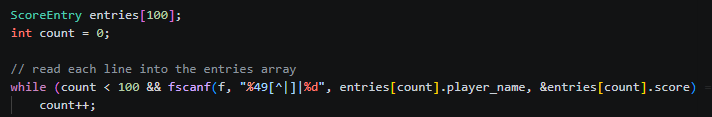 ScoreEntry entries[100];
int count = 0;
// read each line into the entries array
while (count < 100 && fscanf(f, "%49[^|]|%d", entries[count].player_name, &entries[count].score) =
count++;